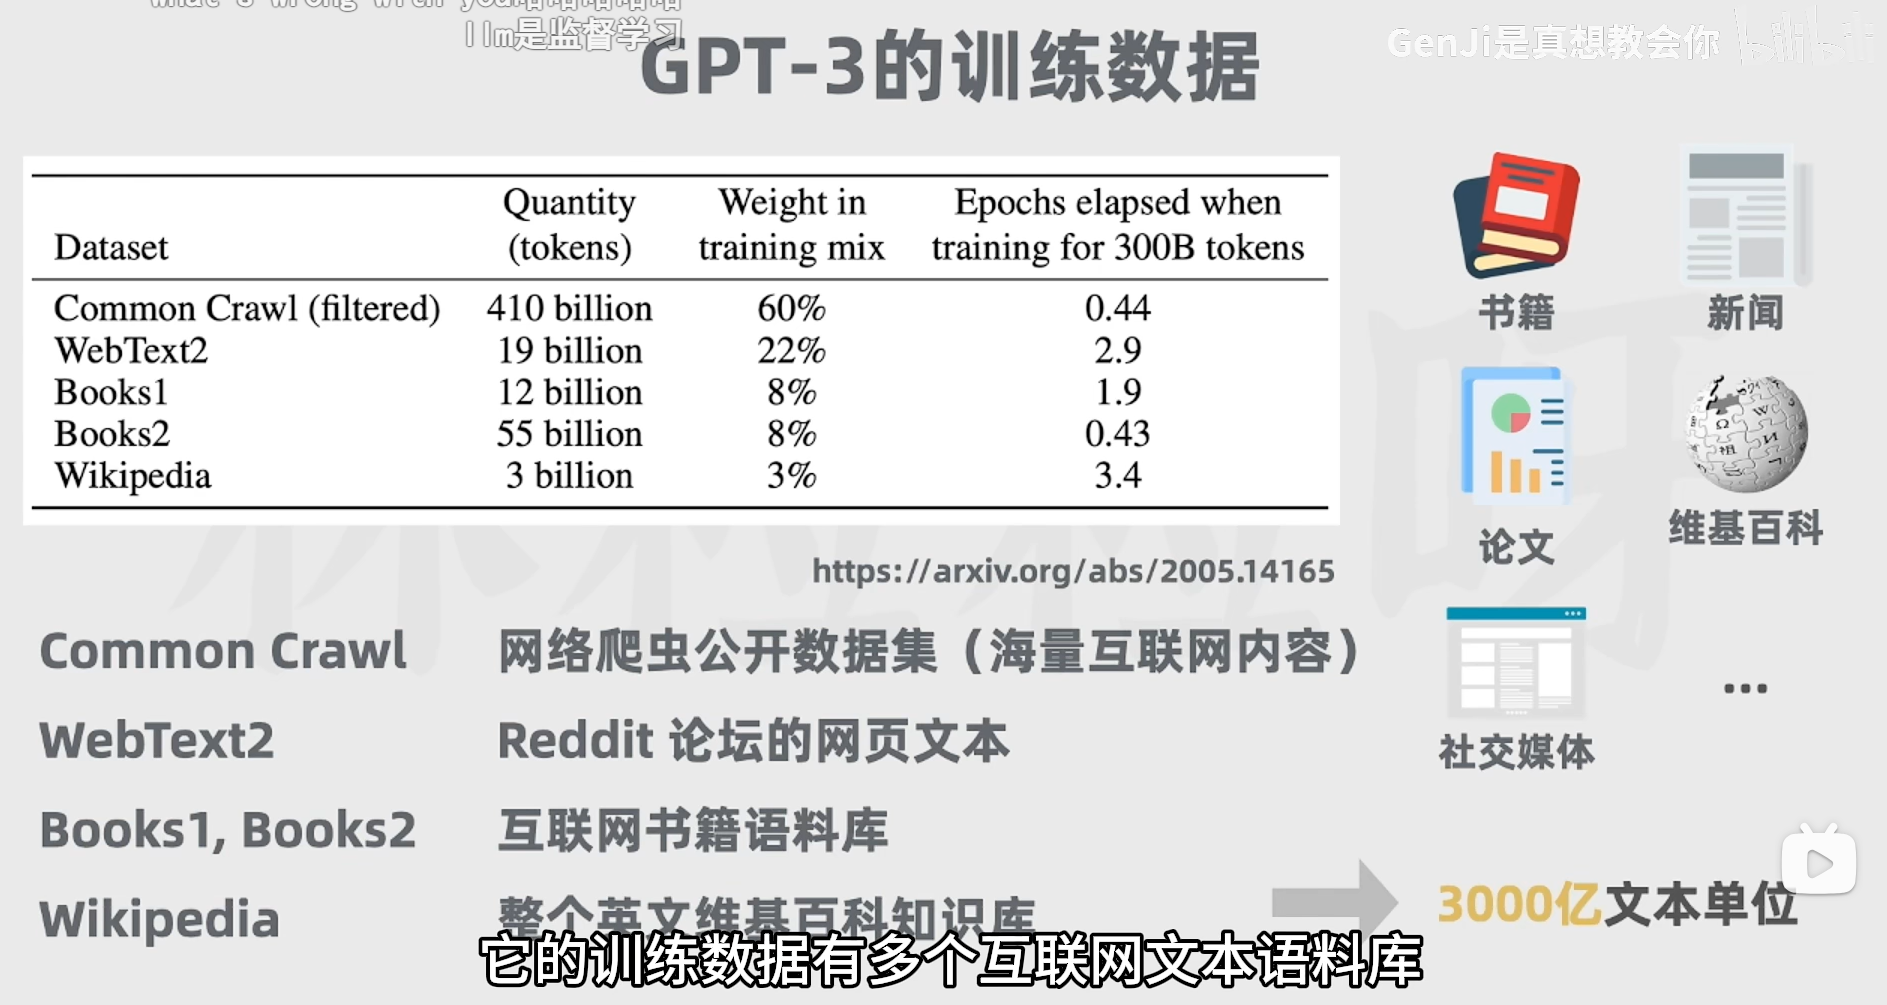 llm是监督学习
GenJi是真想教会你 bilibili
GPT-3的训练数据
Dataset Quantity (tokens) Weight in training mix Epochs elapsed when training for 300B tokens
Common Crawl (filtered) 410 billion 60% 0.44
WebText2 19 billion 22% 2.9
Books1 12 billion 8% 1.9
Books2 55 billion 8% 0.43
Wikipedia 3 billion 3% 3.4
https://arxiv.org/abs/2005.14165
书籍 新闻
论文 维基百科
社交媒体 ...
Common Crawl 网络爬虫公开数据集（海量互联网内容）
WebText2 Reddit 论坛的网页文本
Books1, Books2 互联网书籍语料库
Wikipedia 整个英文维基百科知识库
3000亿文本单位
它的训练数据有多个互联网文本语料库